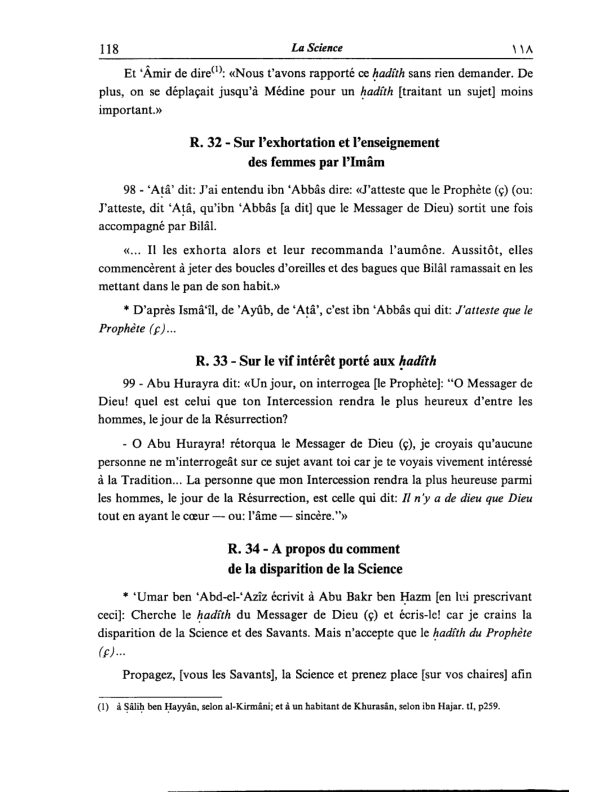 118 La Science ١١٨
Et ‘Âmir de dire(1): «Nous t'avons rapporté ce ḥadîth sans rien demander. De
plus, on se déplaçait jusqu'à Médine pour un ḥadîth [traitant un sujet] moins
important.»
R. 32 - Sur l'exhortation et l'enseignement
des femmes par l'Imâm
98 - ‘Aṭâ’ dit: J'ai entendu ibn ‘Abbâs dire: «J'atteste que le Prophète (ç) (ou:
J'atteste, dit ‘Aṭâ, qu'ibn ‘Abbâs [a dit] que le Messager de Dieu) sortit une fois
accompagné par Bilâl.
«... Il les exhorta alors et leur recommanda l'aumône. Aussitôt, elles
commencèrent à jeter des boucles d'oreilles et des bagues que Bilâl ramassait en les
mettant dans le pan de son habit.»
* D'après Ismâ‘îl, de ’Ayûb, de ‘Aṭâ’, c'est ibn ‘Abbâs qui dit: J'atteste que le
Prophète (ç)...
R. 33 - Sur le vif intérêt porté aux ḥadîth
99 - Abu Hurayra dit: «Un jour, on interrogea [le Prophète]: “O Messager de
Dieu! quel est celui que ton Intercession rendra le plus heureux d'entre les
hommes, le jour de la Résurrection?
- O Abu Hurayra! rétorqua le Messager de Dieu (ç), je croyais qu'aucune
personne ne m'interrogeât sur ce sujet avant toi car je te voyais vivement intéressé
à la Tradition... La personne que mon Intercession rendra la plus heureuse parmi
les hommes, le jour de la Résurrection, est celle qui dit: Il n'y a de dieu que Dieu
tout en ayant le cœur — ou: l'âme — sincère.”»
R. 34 - A propos du comment
de la disparition de la Science
* ‘Umar ben ‘Abd-el-‘Azîz écrivit à Abu Bakr ben Ḥazm [en lui prescrivant
ceci]: Cherche le ḥadîth du Messager de Dieu (ç) et écris-le! car je crains la
disparition de la Science et des Savants. Mais n'accepte que le ḥadîth du Prophète
(ç)...
Propagez, [vous les Savants], la Science et prenez place [sur vos chaires] afin
(1) à Ṣâliḥ ben Ḥayyân, selon al-Kirmâni; et à un habitant de Khurasân, selon ibn Hajar. tI, p259.